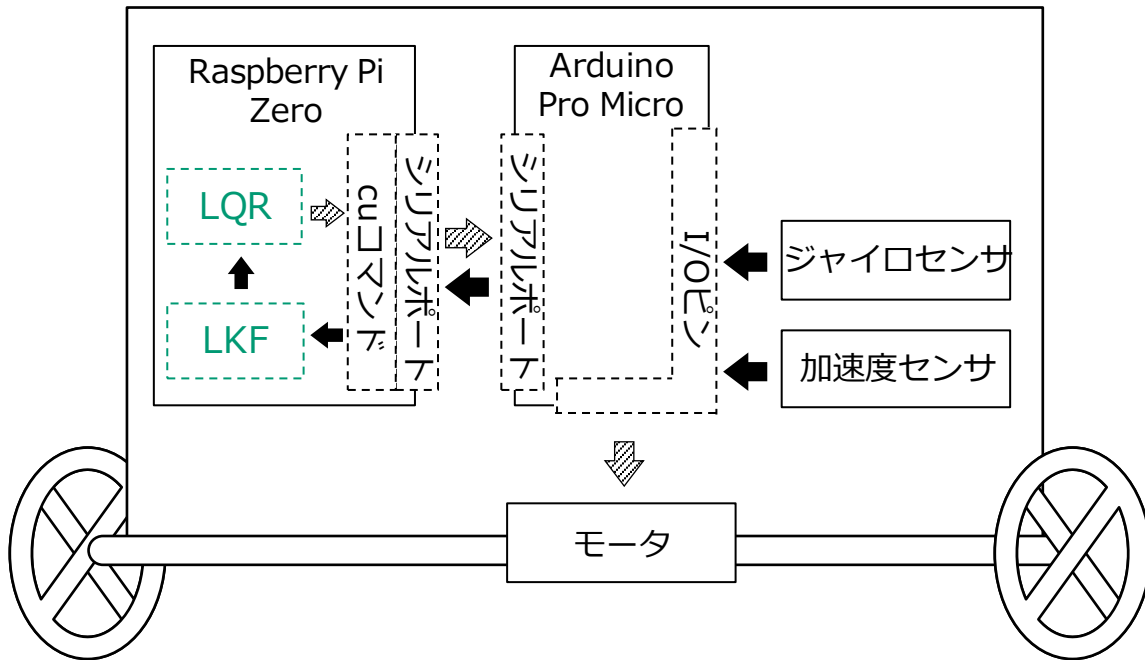 Raspberry Pi
Zero
LQR
LKF
cuコマンド
シリアルポート
Arduino
Pro Micro
シリアルポート
I/Oピン
ジャイロセンサ
加速度センサ
モータ